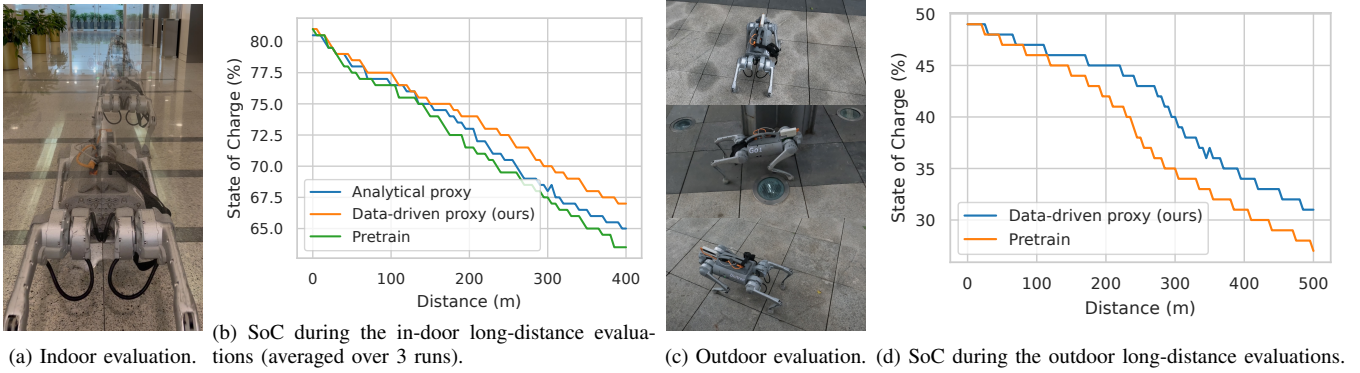 80.0
77.5
75.0
72.5
70.0
67.5
65.0
State of Charge (%)
Analytical proxy
Data-driven proxy (ours)
Pretrain
0
100
200
300
400
Distance (m)
50
45
40
35
30
State of Charge (%)
Data-driven proxy (ours)
Pretrain
0
100
200
300
400
500
Distance (m)
Go1
(a) Indoor evaluation.
(b) SoC during the in-door long-distance evalua-
tions (averaged over 3 runs).
(c) Outdoor evaluation.
(d) SoC during the outdoor long-distance evaluations.